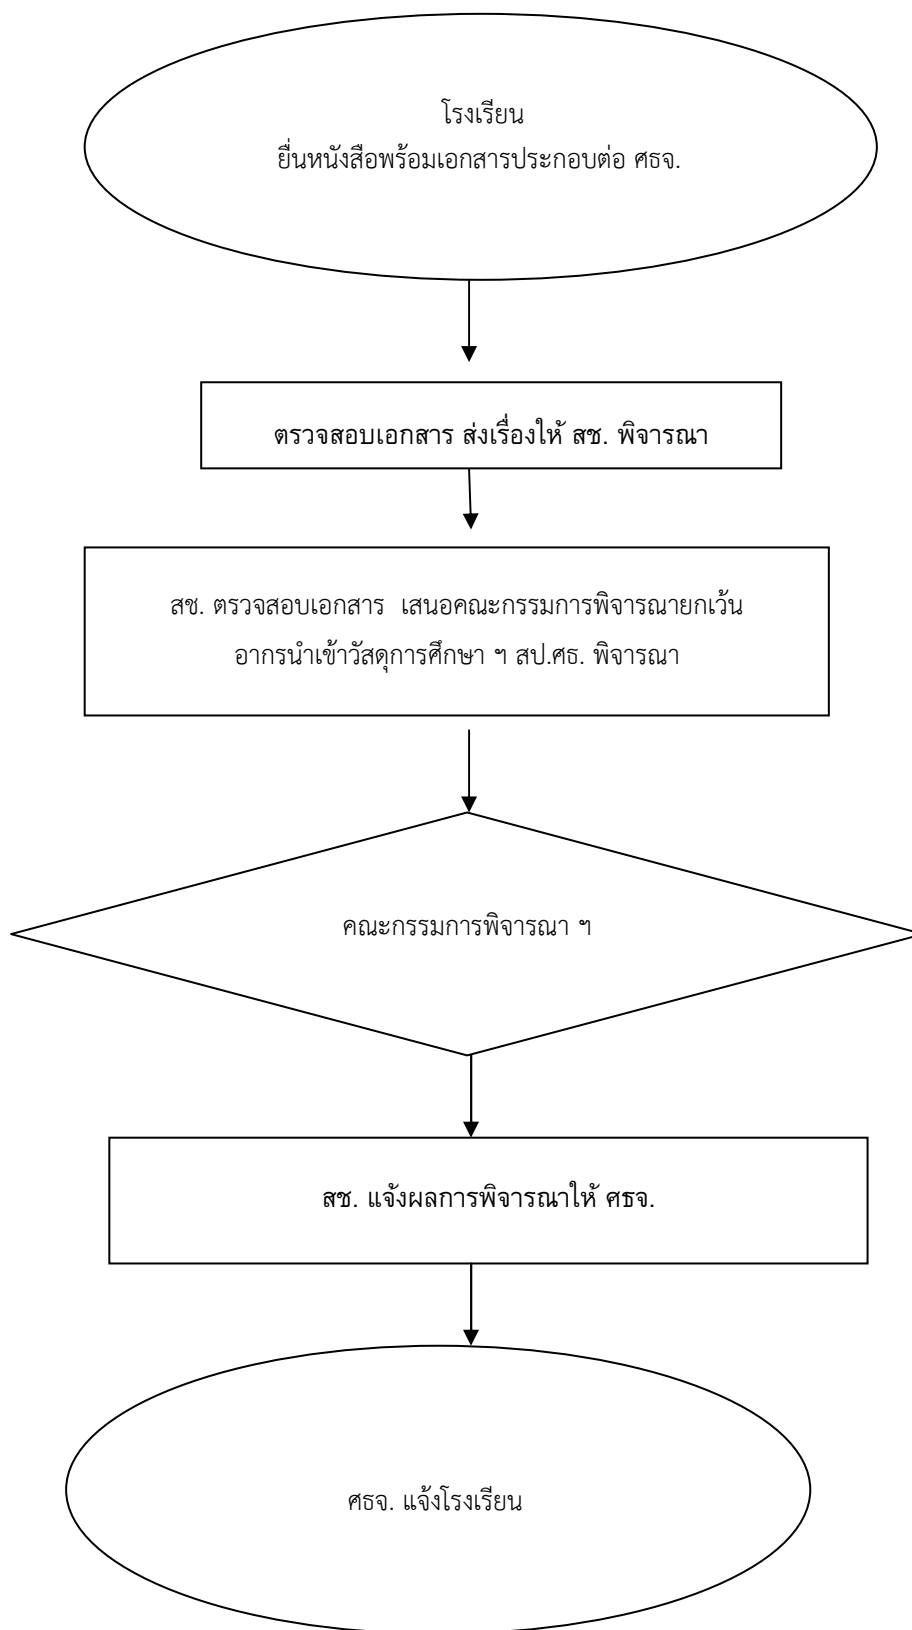 โรงเรียน
ยื่นหนังสือพร้อมเอกสารประกอบต่อ ศธจ.
ตรวจสอบเอกสาร ส่งเรื่องให้ สช. พิจารณา
สช. ตรวจสอบเอกสาร เสนอคณะกรรมการพิจารณายกเว้น
อากรนำเข้าวัสดุการศึกษา ฯ สป.ศธ. พิจารณา
คณะกรรมการพิจารณา ฯ
สช. แจ้งผลการพิจารณาให้ ศธจ.
ศธจ. แจ้งโรงเรียน